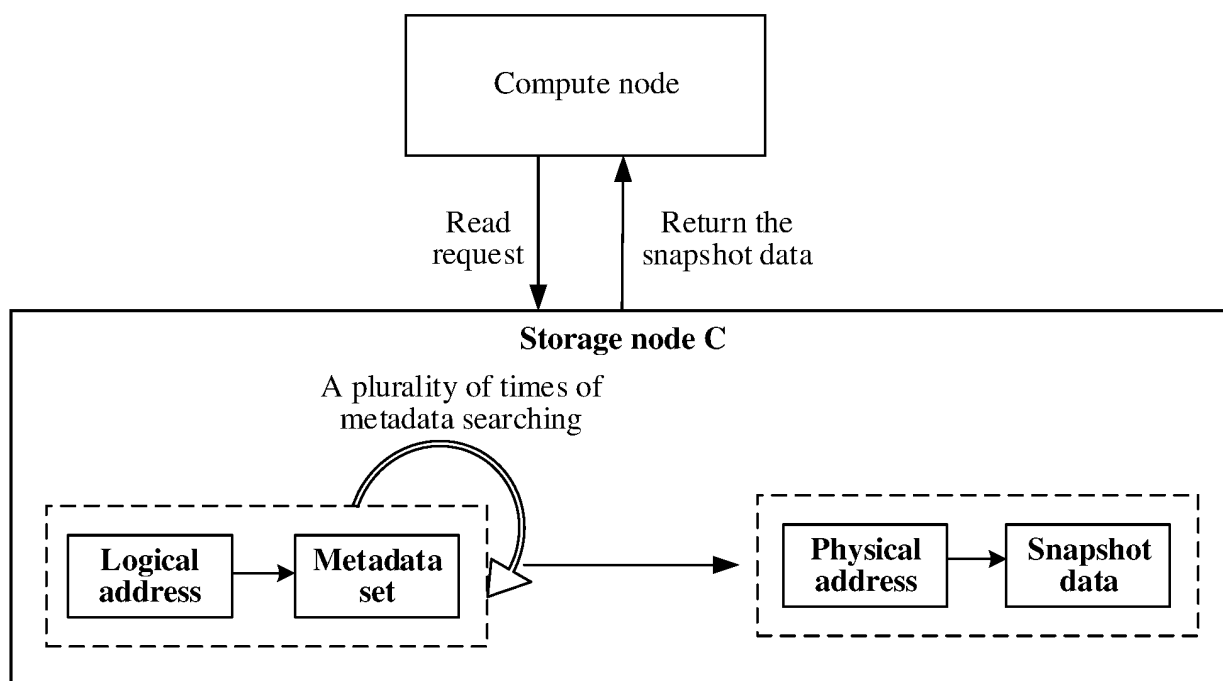 Compute node
Read
request
Return the
snapshot data
Storage node C
A plurality of times of
metadata searching
Logical
address
Metadata
set
Physical
address
Snapshot
data